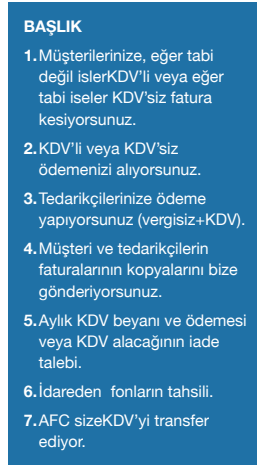 BAŞLIK
1.Müşterilerinize, eğer tabi
değil islerKDV'li veya eğer
tabi iseler KDV'siz fatura
kesiyorsunuz.
2.KDV'li veya KDV'siz
ödemenizi alıyorsunuz.
3.Tedarikçilerinize ödeme
yapıyorsunuz (vergisiz+KDV).
4.Müşteri ve tedarikçilerin
faturalarının kopyalarını bize
gönderiyorsunuz.
5.Aylık KDV beyanı ve ödemesi
veya KDV alacağının iade
talebi.
6.İdareden  fonların tahsili.
7.AFC sizeKDV'yi transfer
ediyor.